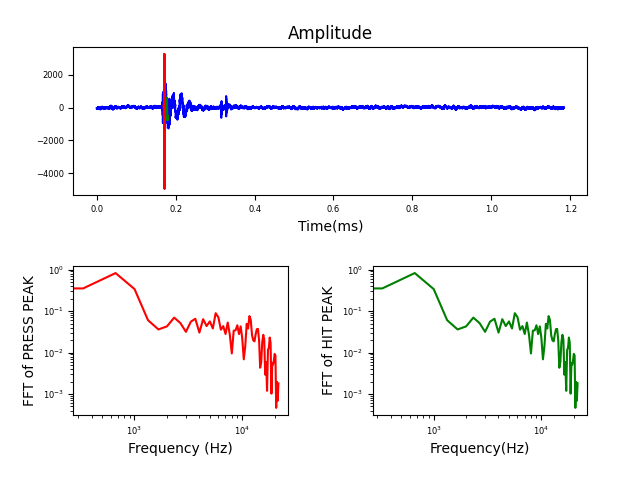 Amplitude
2000
0
−2000
−4000
0.0 0.2 0.4 0.6 0.8 1.0 1.2
Time(ms)
FFT of PRESS PEAK
10⁰
10⁻¹
10⁻²
10⁻³
10³ 10⁴
Frequency (Hz)
FFT of HIT PEAK
10⁰
10⁻¹
10⁻²
10⁻³
10³ 10⁴
Frequency(Hz)